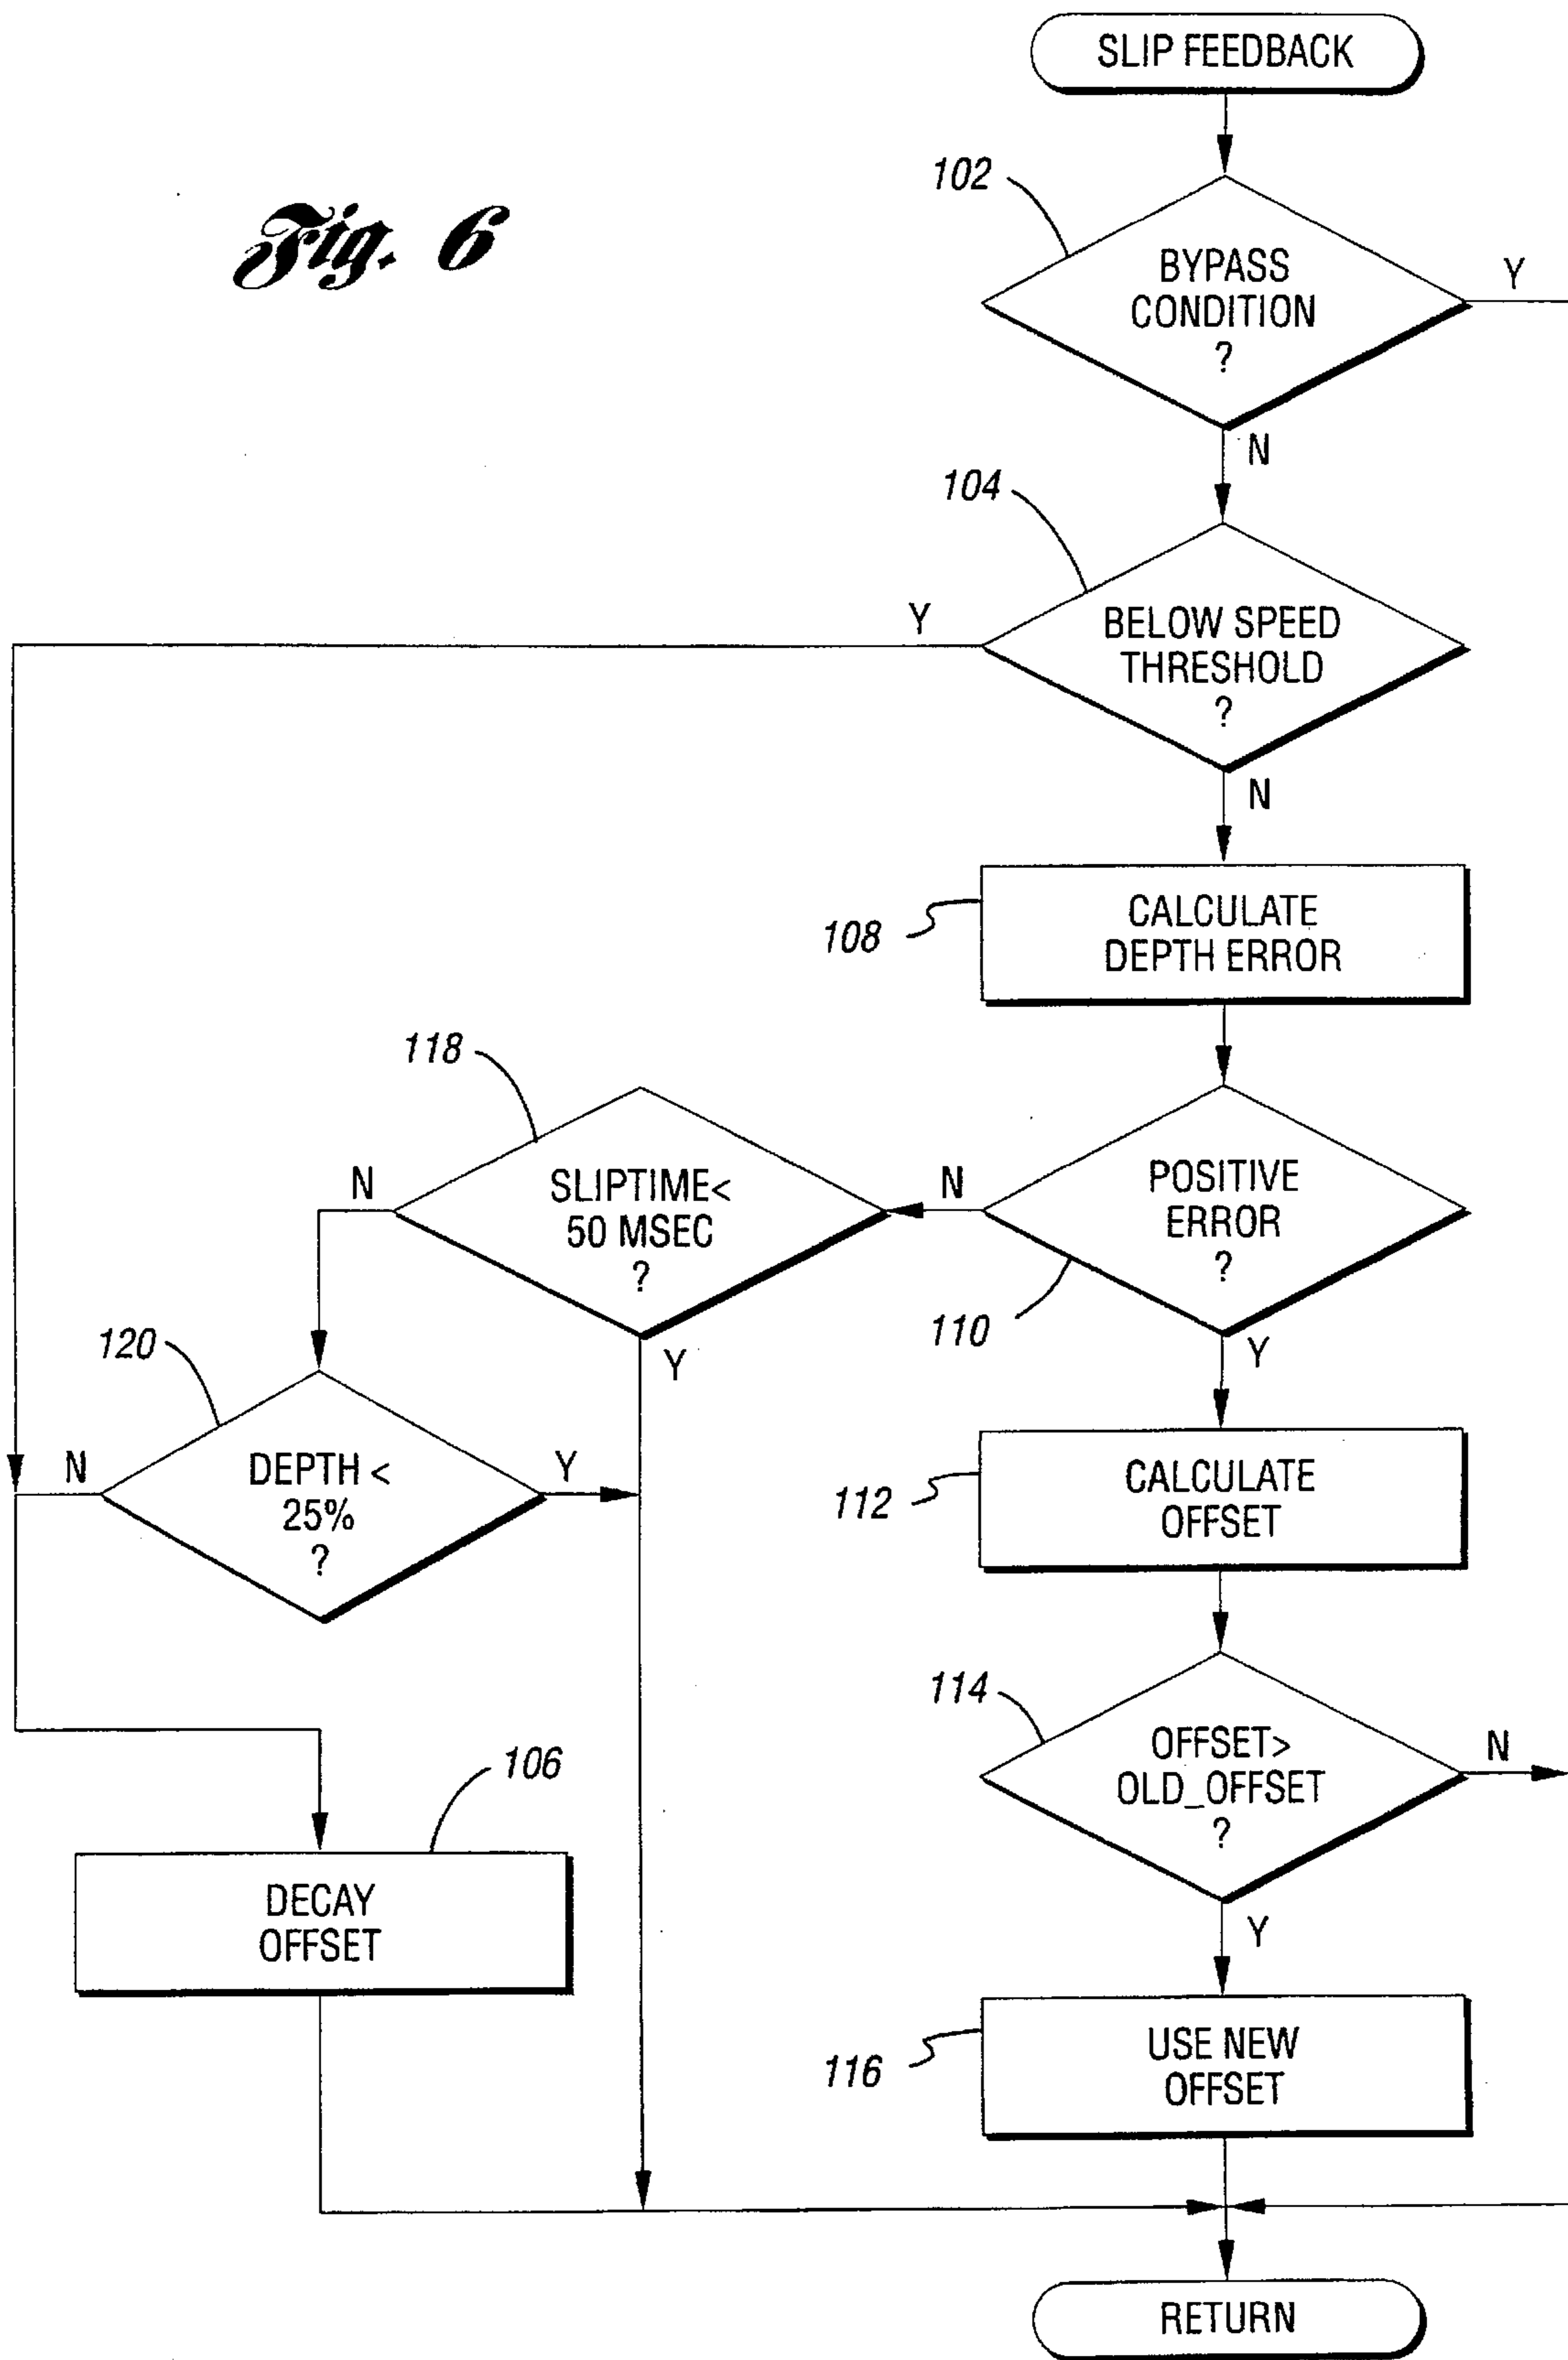 Fig. 6
SLIP FEEDBACK
102
BYPASS
CONDITION
?
Y
N
104
BELOW SPEED
THRESHOLD
?
Y
N
108
CALCULATE
DEPTH ERROR
110
POSITIVE
ERROR
?
N
Y
118
SLIPTIME<
50 MSEC
?
N
Y
120
DEPTH <
25%
?
N
Y
112
CALCULATE
OFFSET
114
OFFSET>
OLD_OFFSET
?
N
Y
106
DECAY
OFFSET
116
USE NEW
OFFSET
RETURN